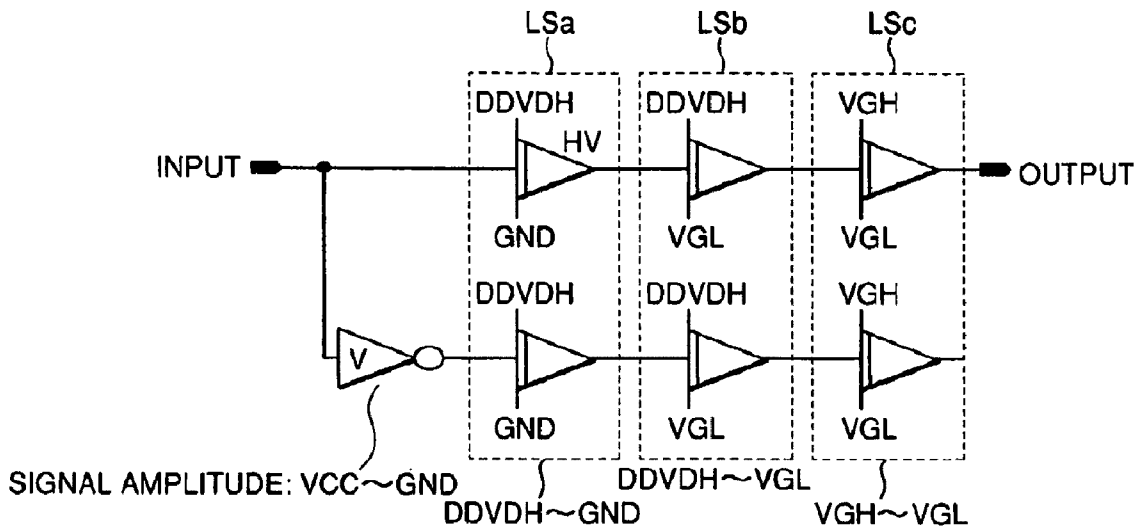 LSa LSb LSc
DDVDH DDVDH VGH
HV
INPUT OUTPUT
GND VGL VGL
DDVDH DDVDH VGH
V
GND VGL VGL
SIGNAL AMPLITUDE: VCC~GND
DDVDH~GND
DDVDH~VGL
VGH~VGL